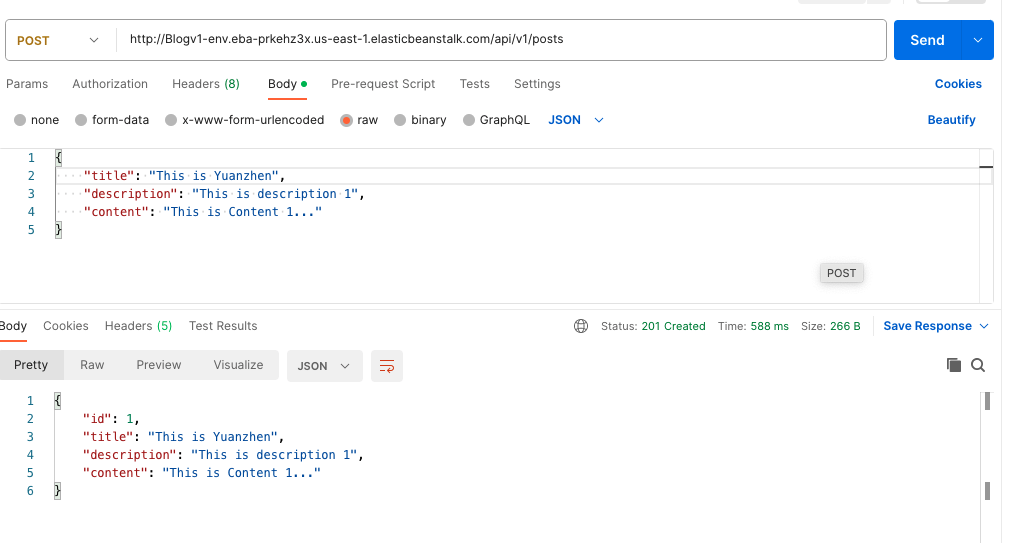 POST
http://Blogv1-env.eba-prkehz3x.us-east-1.elasticbeanstalk.com/api/v1/posts
Send
Params Authorization Headers (8) Body Pre-request Script Tests Settings Cookies
none form-data x-www-form-urlencoded raw binary GraphQL JSON Beautify
1 {
2 "title": "This is Yuanzhen",
3 "description": "This is description 1",
4 "content": "This is Content 1..."
5 }
POST
Body Cookies Headers (5) Test Results Status: 201 Created Time: 588 ms Size: 266 B Save Response
Pretty Raw Preview Visualize JSON
1 {
2 "id": 1,
3 "title": "This is Yuanzhen",
4 "description": "This is description 1",
5 "content": "This is Content 1..."
6 }